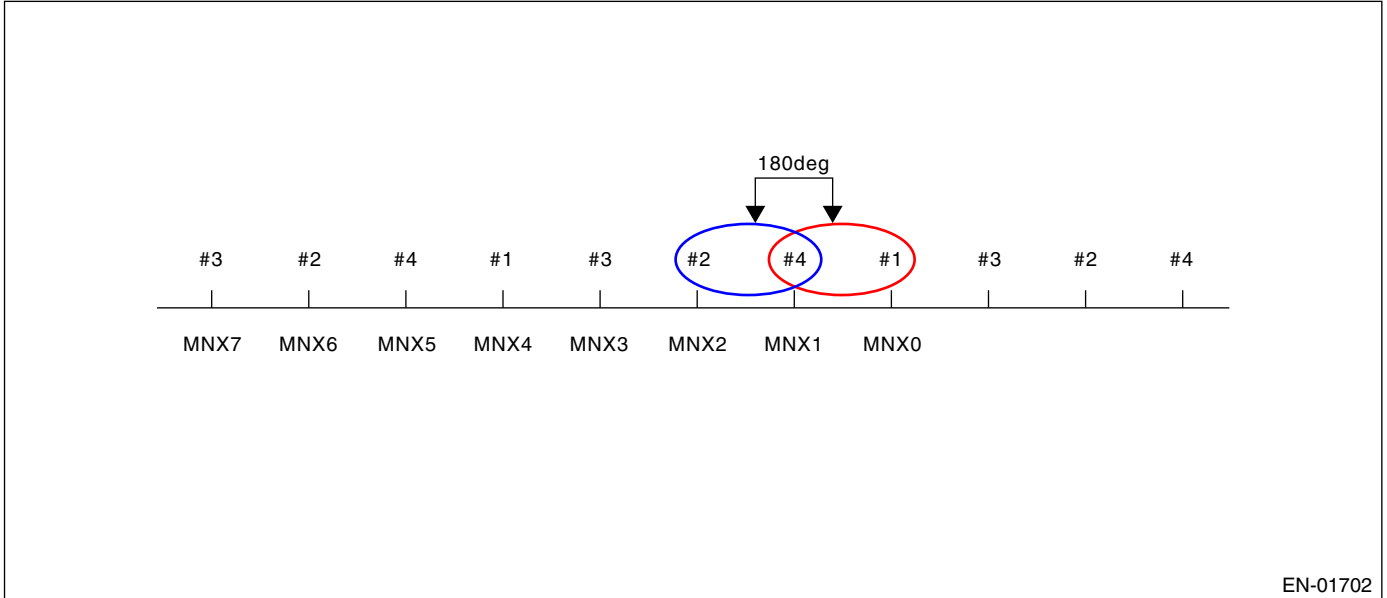 180deg
#3 #2 #4 #1 #3 #2 #4 #1 #3 #2 #4
MNX7 MNX6 MNX5 MNX4 MNX3 MNX2 MNX1 MNX0
EN-01702